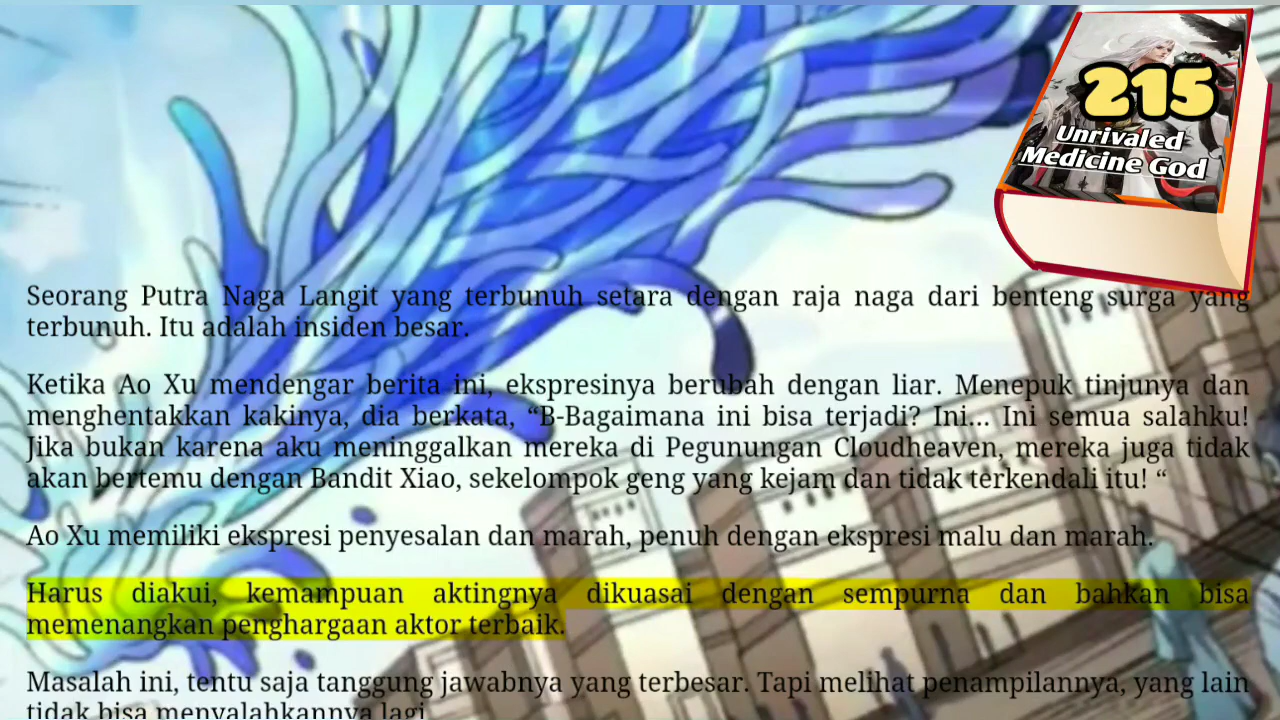 215
Unrivaled
Medicine God
Seorang Putra Naga Langit yang terbunuh setara dengan raja naga dari benteng surga yang
terbunuh. Itu adalah insiden besar.
Ketika Ao Xu mendengar berita ini, ekspresinya berubah dengan liar. Menepuk tinjunya dan
menghentakkan kakinya, dia berkata, “B-Bagaimana ini bisa terjadi? Ini... Ini semua salahku!
Jika bukan karena aku meninggalkan mereka di Pegunungan Cloudheaven, mereka juga tidak
akan bertemu dengan Bandit Xiao, sekelompok geng yang kejam dan tidak terkendali itu! “
Ao Xu memiliki ekspresi penyesalan dan marah, penuh dengan ekspresi malu dan marah.
Harus diakui, kemampuan aktingnya dikuasai dengan sempurna dan bahkan bisa
memenangkan penghargaan aktor terbaik.
Masalah ini, tentu saja tanggung jawabnya yang terbesar. Tapi melihat penampilannya, yang lain
tidak bisa menyalahkannya lagi.